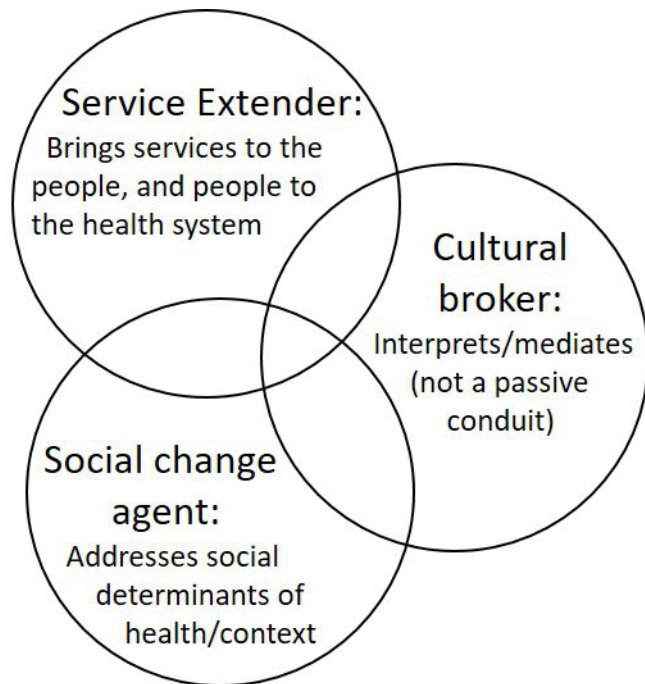 Service Extender:
Brings services to the
people, and people to
the health system
Cultural
broker:
Interprets/mediates
(not a passive
conduit)
Social change
agent:
Addresses social
determinants of
health/context